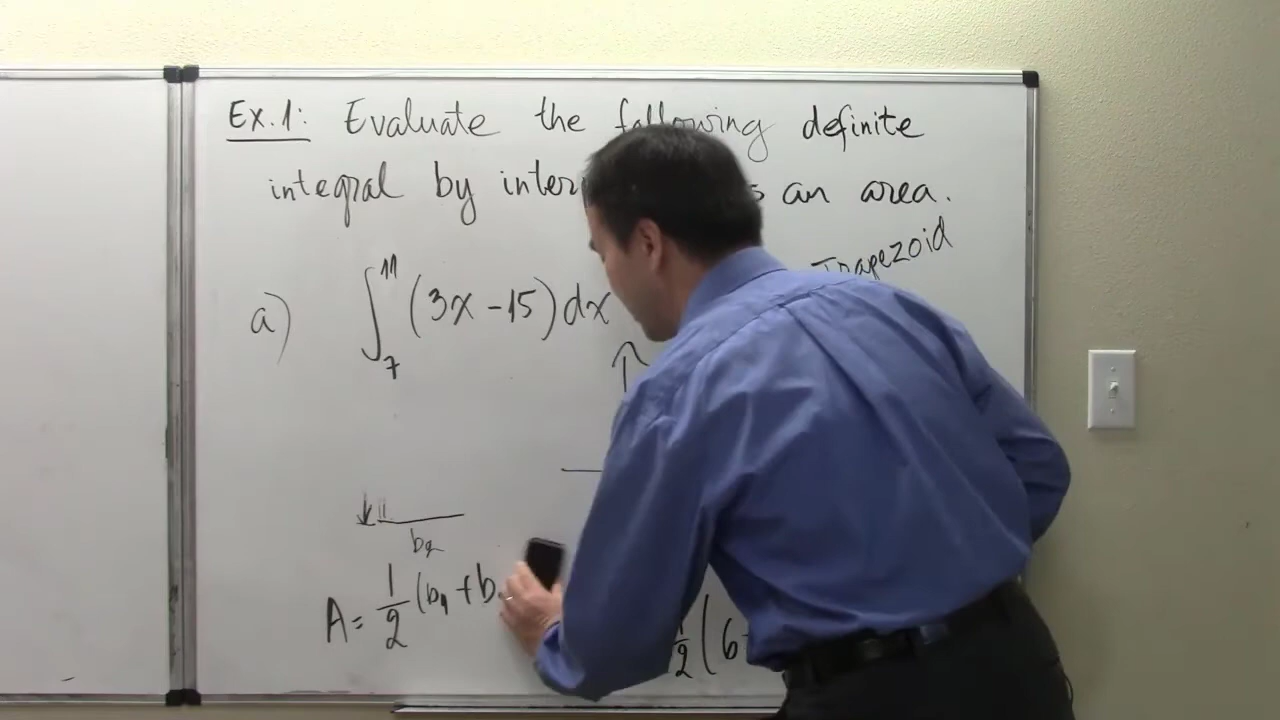 Ex. 1: Evaluate the following definite
integral by inter s an area.
Trapezoid
a) ∫₇¹¹ (3x - 15) dx
b₂
A = 1/2 (b₁ + b
1/2 (6